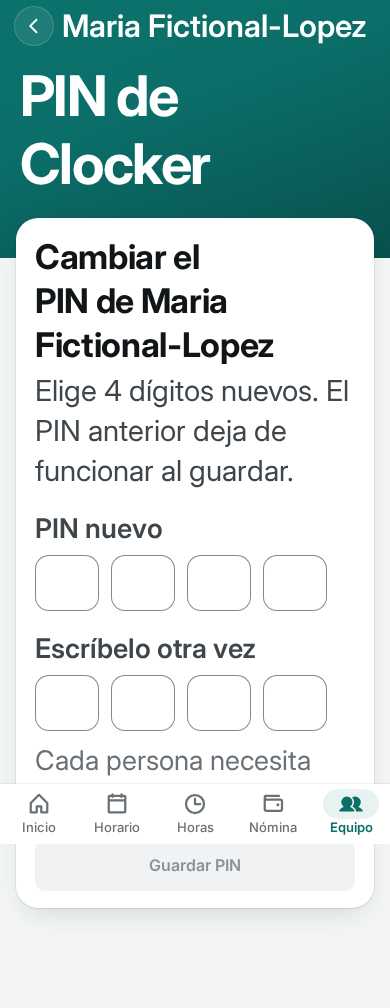 Maria Fictional-Lopez
PIN de
Clocker
Cambiar el
PIN de Maria
Fictional-Lopez
Elige 4 dígitos nuevos. El
PIN anterior deja de
funcionar al guardar.
PIN nuevo
Escríbelo otra vez
Cada persona necesita
Inicio
Horario
Horas
Nómina
Equipo
Guardar PIN